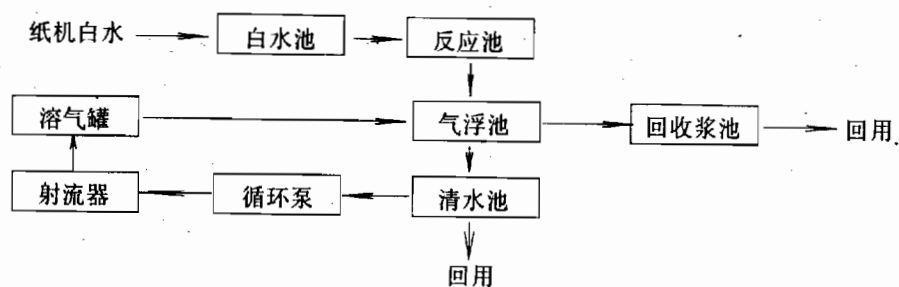 纸机白水
白水池
反应池
溶气罐
气浮池
回收浆池
回用.
射流器
循环泵
清水池
回用